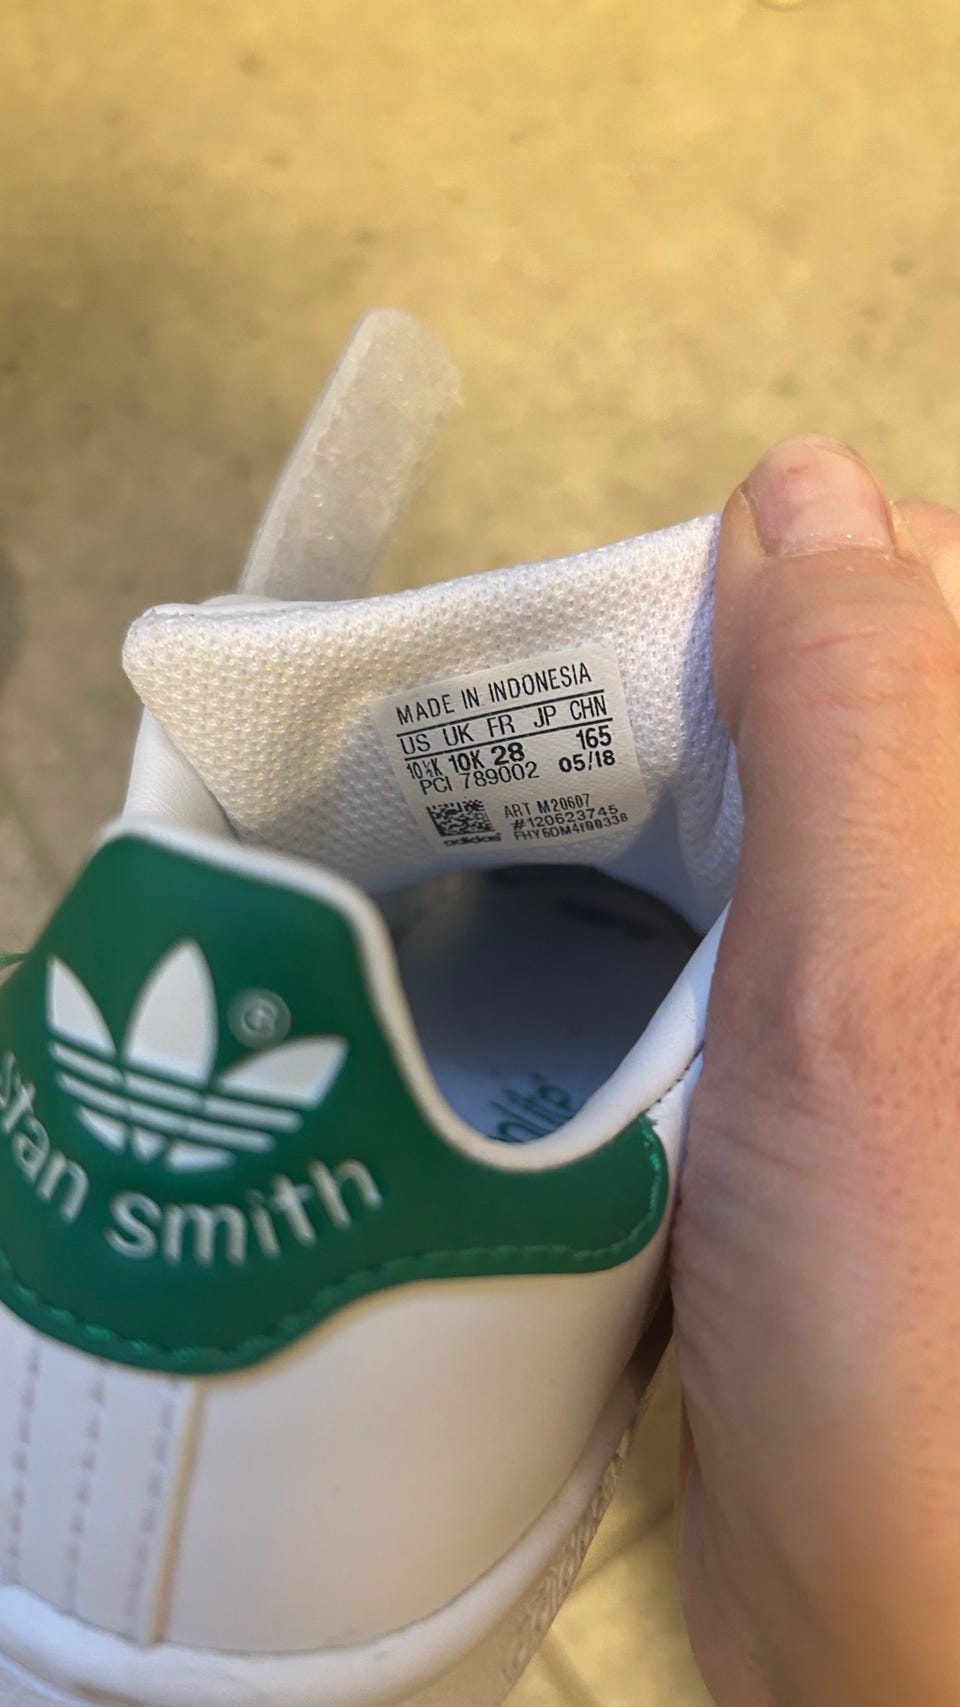 MADE IN INDONESIA
US UK FR JP CHN
10½K 10K 28 165
PCI 789002 05/18
ART M20607
#120623745
adidas
®
stan smith